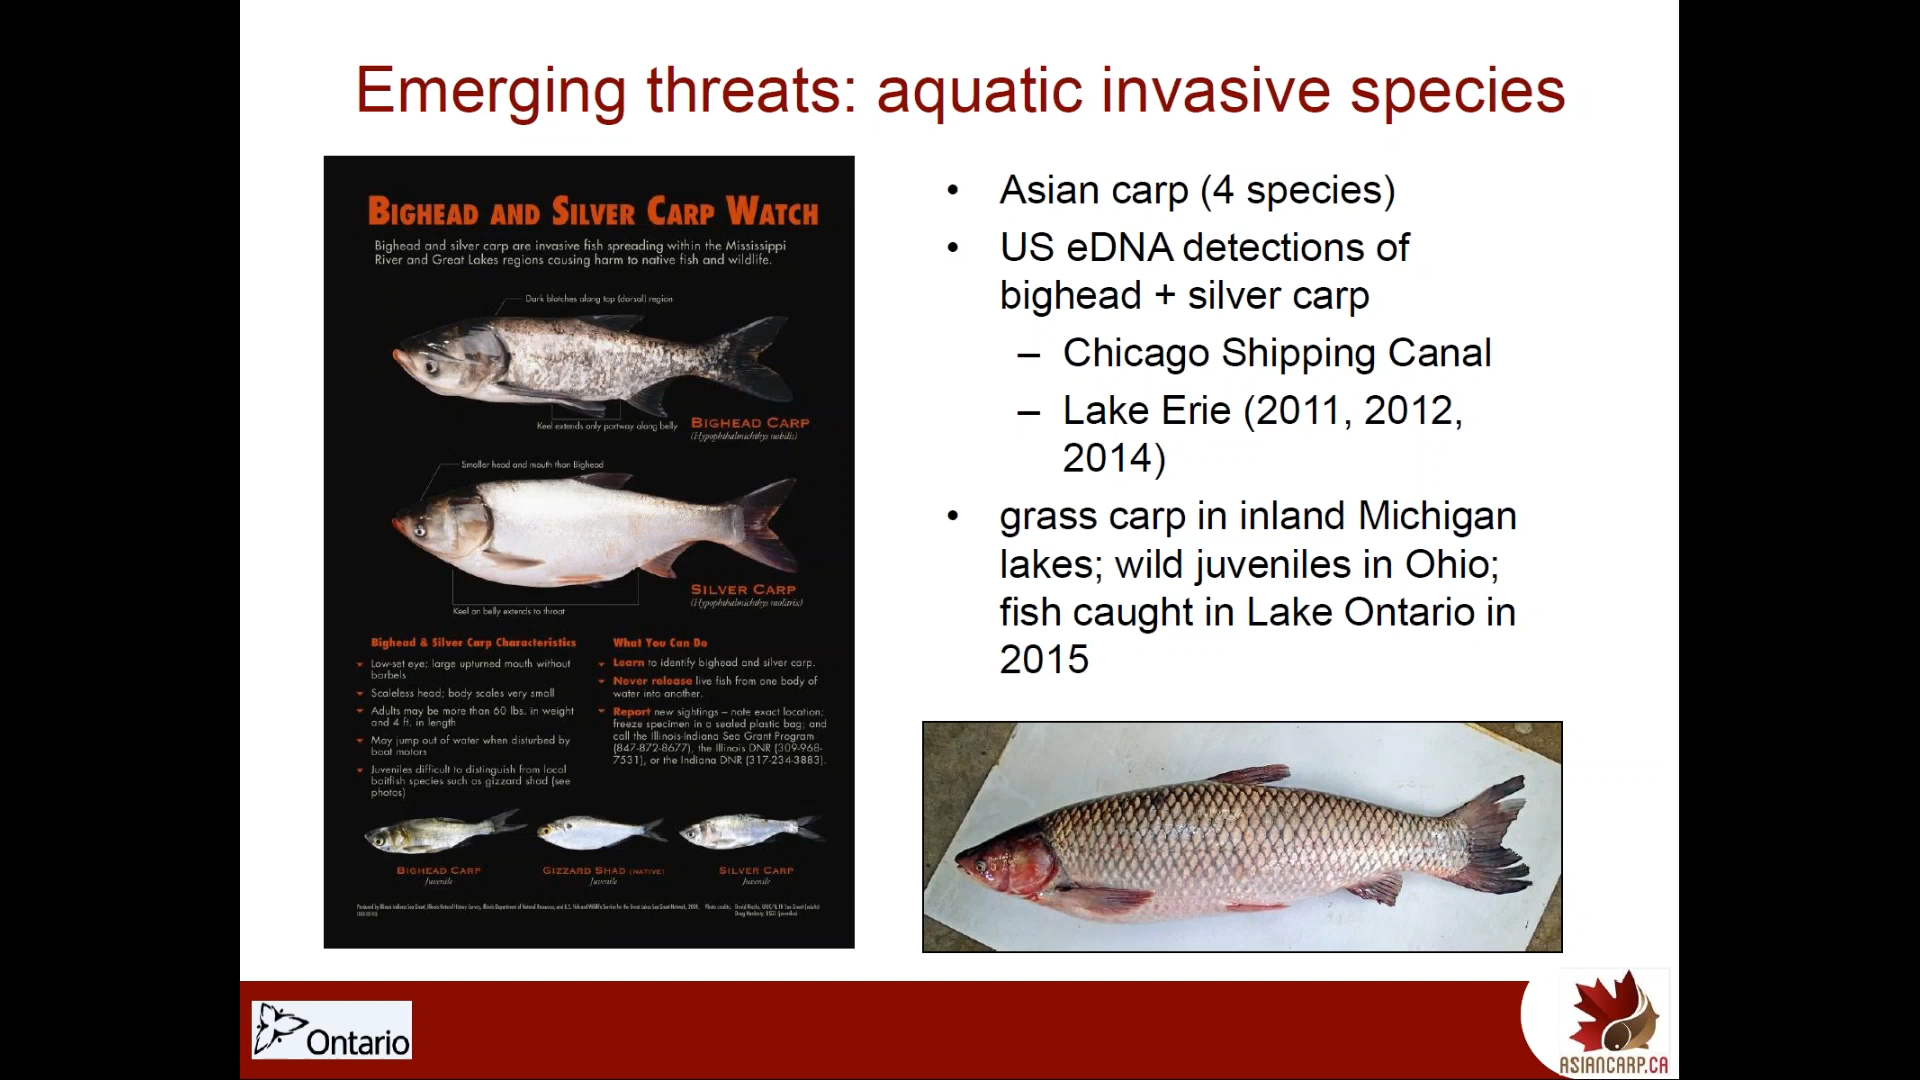 Emerging threats: aquatic invasive species
BIGHEAD AND SILVER CARP WATCH
Bighead and silver carp are invasive fish spreading within the Mississippi
River and Great Lakes regions causing harm to native fish and wildlife.
Dark blotches along top (dorsal) region
Keel extends only partway along belly
BIGHEAD CARP
(Hypophthalmichthys nobilis)
Smaller head and mouth than Bighead
SILVER CARP
(Hypophthalmichthys molitrix)
Keel on belly extends to throat
Bighead & Silver Carp Characteristics
Low-set eye; large upturned mouth without
barbels
Scaleless head; body scales very small
Adults may be more than 60 lbs. in weight
and 4 ft. in length
May jump out of water when disturbed by
boat motors
Juveniles difficult to distinguish from local
baitfish species such as gizzard shad (see
photos)
What You Can Do
Learn to identify bighead and silver carp.
Never release live fish from one body of
water into another.
Report new sightings – note exact location;
freeze specimen in a sealed plastic bag; and
call the Illinois-Indiana Sea Grant Program
(847-872-8677), the Illinois DNR (309-968-
7531), or the Indiana DNR (317-234-3883).
BIGHEAD CARP
Juvenile
GIZZARD SHAD (NATIVE)
Juvenile
SILVER CARP
Juvenile
• Asian carp (4 species)
• US eDNA detections of
bighead + silver carp
– Chicago Shipping Canal
– Lake Erie (2011, 2012,
2014)
• grass carp in inland Michigan
lakes; wild juveniles in Ohio;
fish caught in Lake Ontario in
2015
Ontario
ASIANCARP.CA